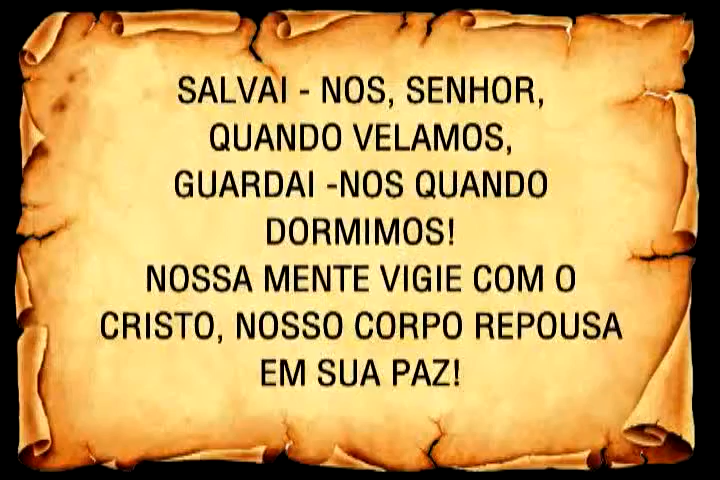 SALVAI - NOS, SENHOR,
QUANDO VELAMOS,
GUARDAI -NOS QUANDO
DORMIMOS!
NOSSA MENTE VIGIE COM O
CRISTO, NOSSO CORPO REPOUSA
EM SUA PAZ!